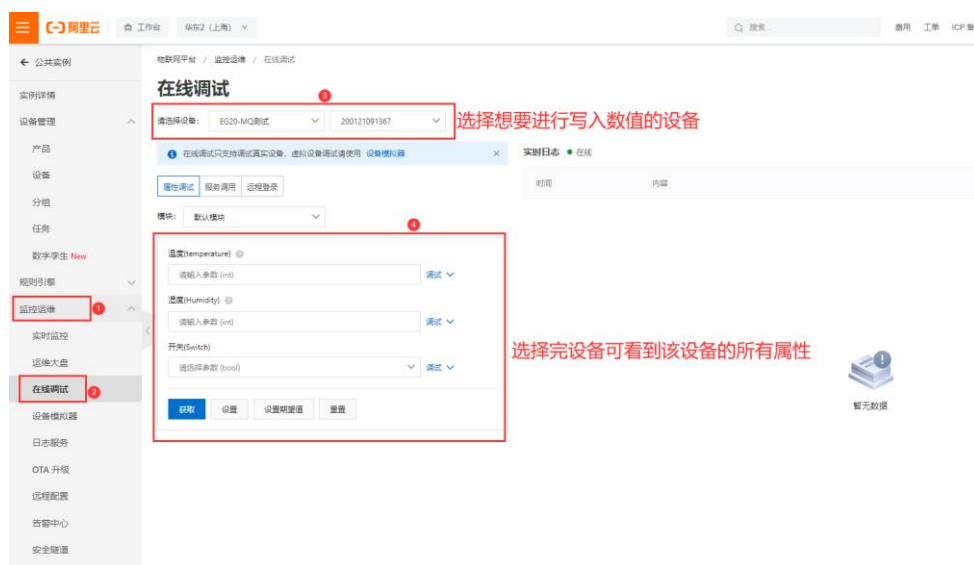 阿里云 工作台 华东2 (上海) 搜索... 费用 工单 ICP
公共实例
物联网平台 / 监控运维 / 在线调试
在线调试
实例详情
3
设备管理
请选择设备: EG20-MQ测试 200121091367 选择想要进行写入数值的设备
产品
在线调试只支持调试真实设备,虚拟设备调试请使用 设备模拟器 × 实时日志 在线
设备
属性调试 服务调用 远程登录 时间 内容
分组
模块: 默认模块
任务
4
数字孪生 New
温度(temperature)
请输入参数 (int) 调试
规则引擎
湿度(Humidity)
监控运维 1
请输入参数 (int) 调试
实时监控
开关(Switch)
选择完设备可看到该设备的所有属性
运维大盘
请选择参数 (bool) 调试
在线调试 2
获取 设置 设置期望值 重置
暂无数据
设备模拟器
日志服务
OTA 升级
远程配置
告警中心
安全隧道